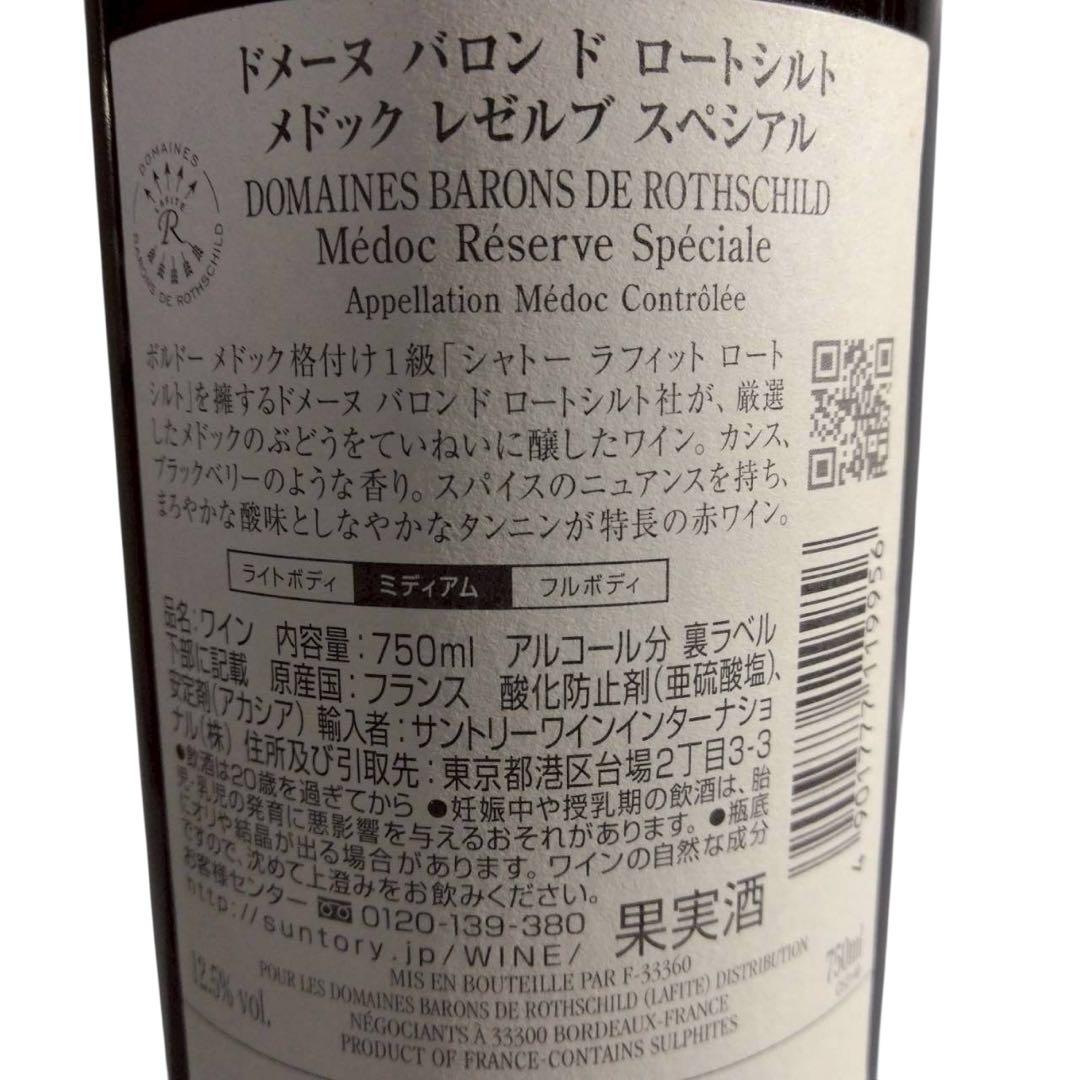 ドメーヌ バロン ド ロートシルト
メドック レゼルブ スペシアル
DOMAINES BARONS DE ROTHSCHILD
Médoc Réserve Spéciale
Appellation Médoc Contrôlée
DOMAINES
LAFITE
R
BARONS DE ROTHSCHILD
ボルドー メドック格付け1級「シャトー ラフィット ロート
シルト」を擁するドメーヌ バロン ド ロートシルト社が、厳選
したメドックのぶどうをていねいに醸したワイン。カシス、
ブラックベリーのような香り。スパイスのニュアンスを持ち、
まろやかな酸味としなやかなタンニンが特長の赤ワイン。
ライトボディ ミディアム フルボディ
品名:ワイン 内容量:750ml アルコール分 裏ラベル
下部に記載 原産国:フランス 酸化防止剤(亜硫酸塩)、
安定剤(アカシア) 輸入者:サントリーワインインターナショ
ナル(株) 住所及び引取先:東京都港区台場2丁目3-3
●飲酒は20歳を過ぎてから ●妊娠中や授乳期の飲酒は、胎
児・乳児の発育に悪影響を与えるおそれがあります。●瓶底
にオリや結晶が出る場合があります。ワインの自然な成分
ですので、沈めて上澄みをお飲みください。
お客様センター 0120-139-380
http://suntory.jp/WINE/
果実酒
4 901777 119956
MIS EN BOUTEILLE PAR F-33360
POUR LES DOMAINES BARONS DE ROTHSCHILD (LAFITE) DISTRIBUTION
NÉGOCIANTS À 33300 BORDEAUX-FRANCE
PRODUCT OF FRANCE-CONTAINS SULPHITES
12.5% vol.
750ml